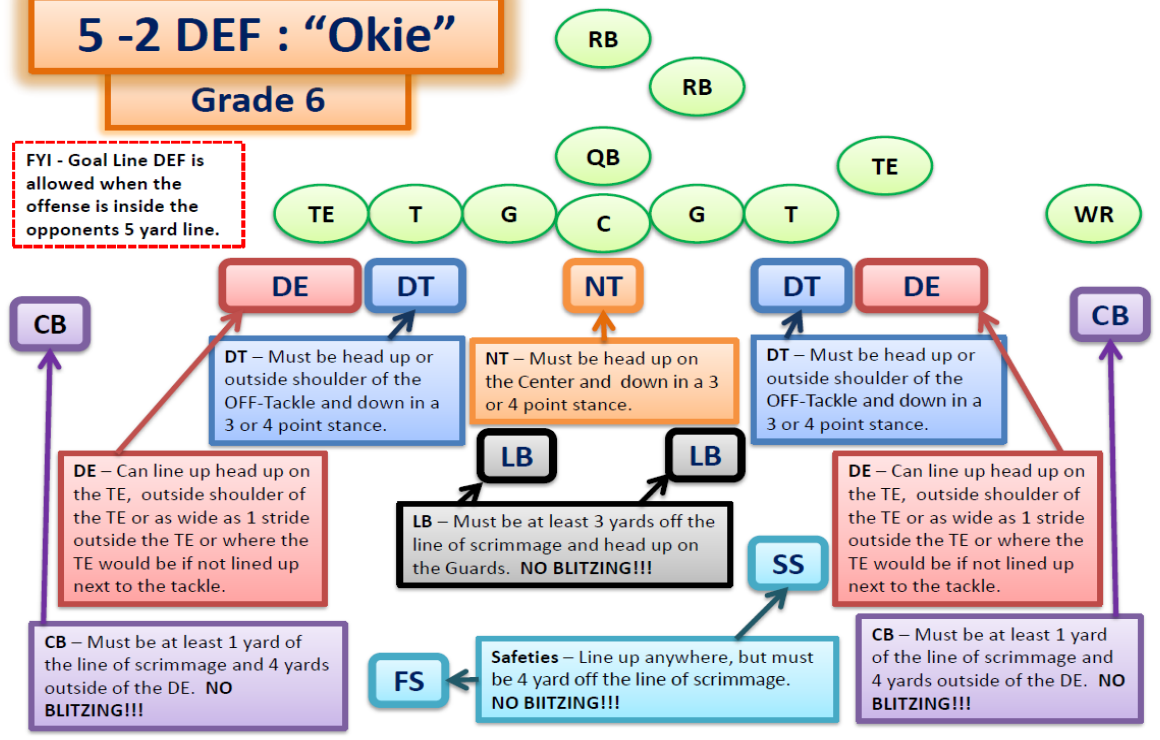 5 -2 DEF : “Okie”
Grade 6
FYI - Goal Line DEF is
allowed when the
offense is inside the
opponents 5 yard line.
RB
RB
QB
TE
TE
T
G
C
G
T
WR
DE
DT
NT
DT
DE
CB
CB
DT – Must be head up or
outside shoulder of the
OFF-Tackle and down in a
3 or 4 point stance.
NT – Must be head up on
the Center and down in a 3
or 4 point stance.
DT – Must be head up or
outside shoulder of the
OFF-Tackle and down in a
3 or 4 point stance.
LB
LB
DE – Can line up head up on
the TE, outside shoulder of
the TE or as wide as 1 stride
outside the TE or where the
TE would be if not lined up
next to the tackle.
LB – Must be at least 3 yards off the
line of scrimmage and head up on
the Guards. NO BLITZING!!!
DE – Can line up head up on
the TE, outside shoulder of
the TE or as wide as 1 stride
outside the TE or where the
TE would be if not lined up
next to the tackle.
SS
CB – Must be at least 1 yard of
the line of scrimmage and 4 yards
outside of the DE. NO
BLITZING!!!
FS
Safeties – Line up anywhere, but must
be 4 yard off the line of scrimmage.
NO BIITZING!!!
CB – Must be at least 1 yard
of the line of scrimmage and
4 yards outside of the DE. NO
BLITZING!!!